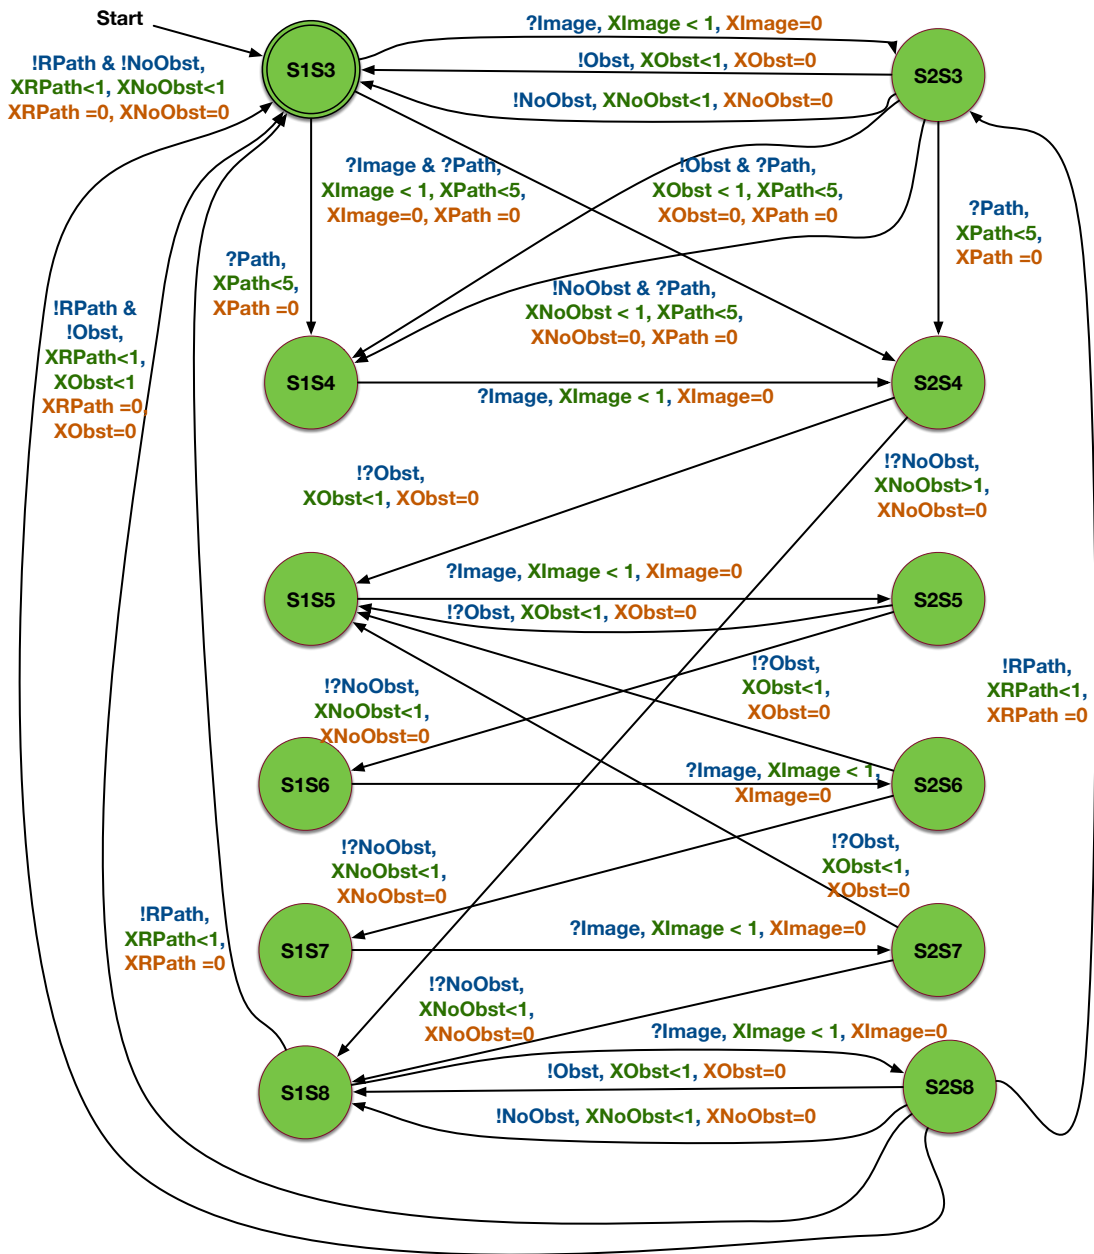 Start
!RPath & !NoObst,
XRPath<1, XNoObst<1
XRPath =0, XNoObst=0
S1S3
?Image, XImage < 1, XImage=0
!Obst, XObst<1, XObst=0
!NoObst, XNoObst<1, XNoObst=0
S2S3
?Image & ?Path,
XImage < 1, XPath<5,
XImage=0, XPath =0
!Obst & ?Path,
XObst < 1, XPath<5,
XObst=0, XPath =0
?Path,
XPath<5,
XPath =0
?Path,
XPath<5,
XPath =0
!NoObst & ?Path,
XNoObst < 1, XPath<5,
XNoObst=0, XPath =0
!RPath &
!Obst,
XRPath<1,
XObst<1
XRPath =0,
XObst=0
S1S4
?Image, XImage < 1, XImage=0
S2S4
!?Obst,
XObst<1, XObst=0
!?NoObst,
XNoObst>1,
XNoObst=0
S1S5
?Image, XImage < 1, XImage=0
!?Obst, XObst<1, XObst=0
S2S5
!?NoObst,
XNoObst<1,
XNoObst=0
!?Obst,
XObst<1,
XObst=0
!RPath,
XRPath<1,
XRPath =0
S1S6
?Image, XImage < 1,
XImage=0
S2S6
!?NoObst,
XNoObst<1,
XNoObst=0
!?Obst,
XObst<1,
XObst=0
!RPath,
XRPath<1,
XRPath =0
S1S7
?Image, XImage < 1, XImage=0
S2S7
!?NoObst,
XNoObst<1,
XNoObst=0
?Image, XImage < 1, XImage=0
S1S8
!Obst, XObst<1, XObst=0
!NoObst, XNoObst<1, XNoObst=0
S2S8